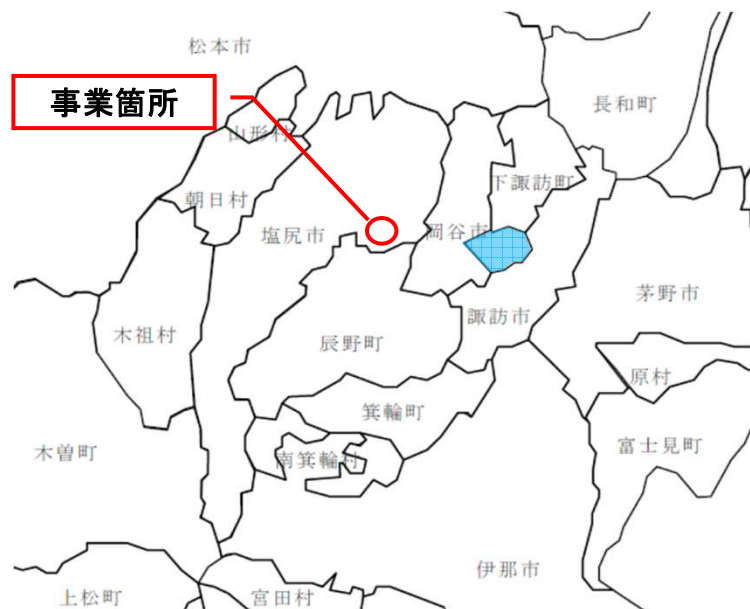 松本市
事業箇所
長和町
山形村
下諏訪町
朝日村
塩尻市
岡谷市
茅野市
諏訪市
木祖村
辰野町
原村
箕輪町
木曽町
南箕輪村
富士見町
伊那市
上松町
宮田村